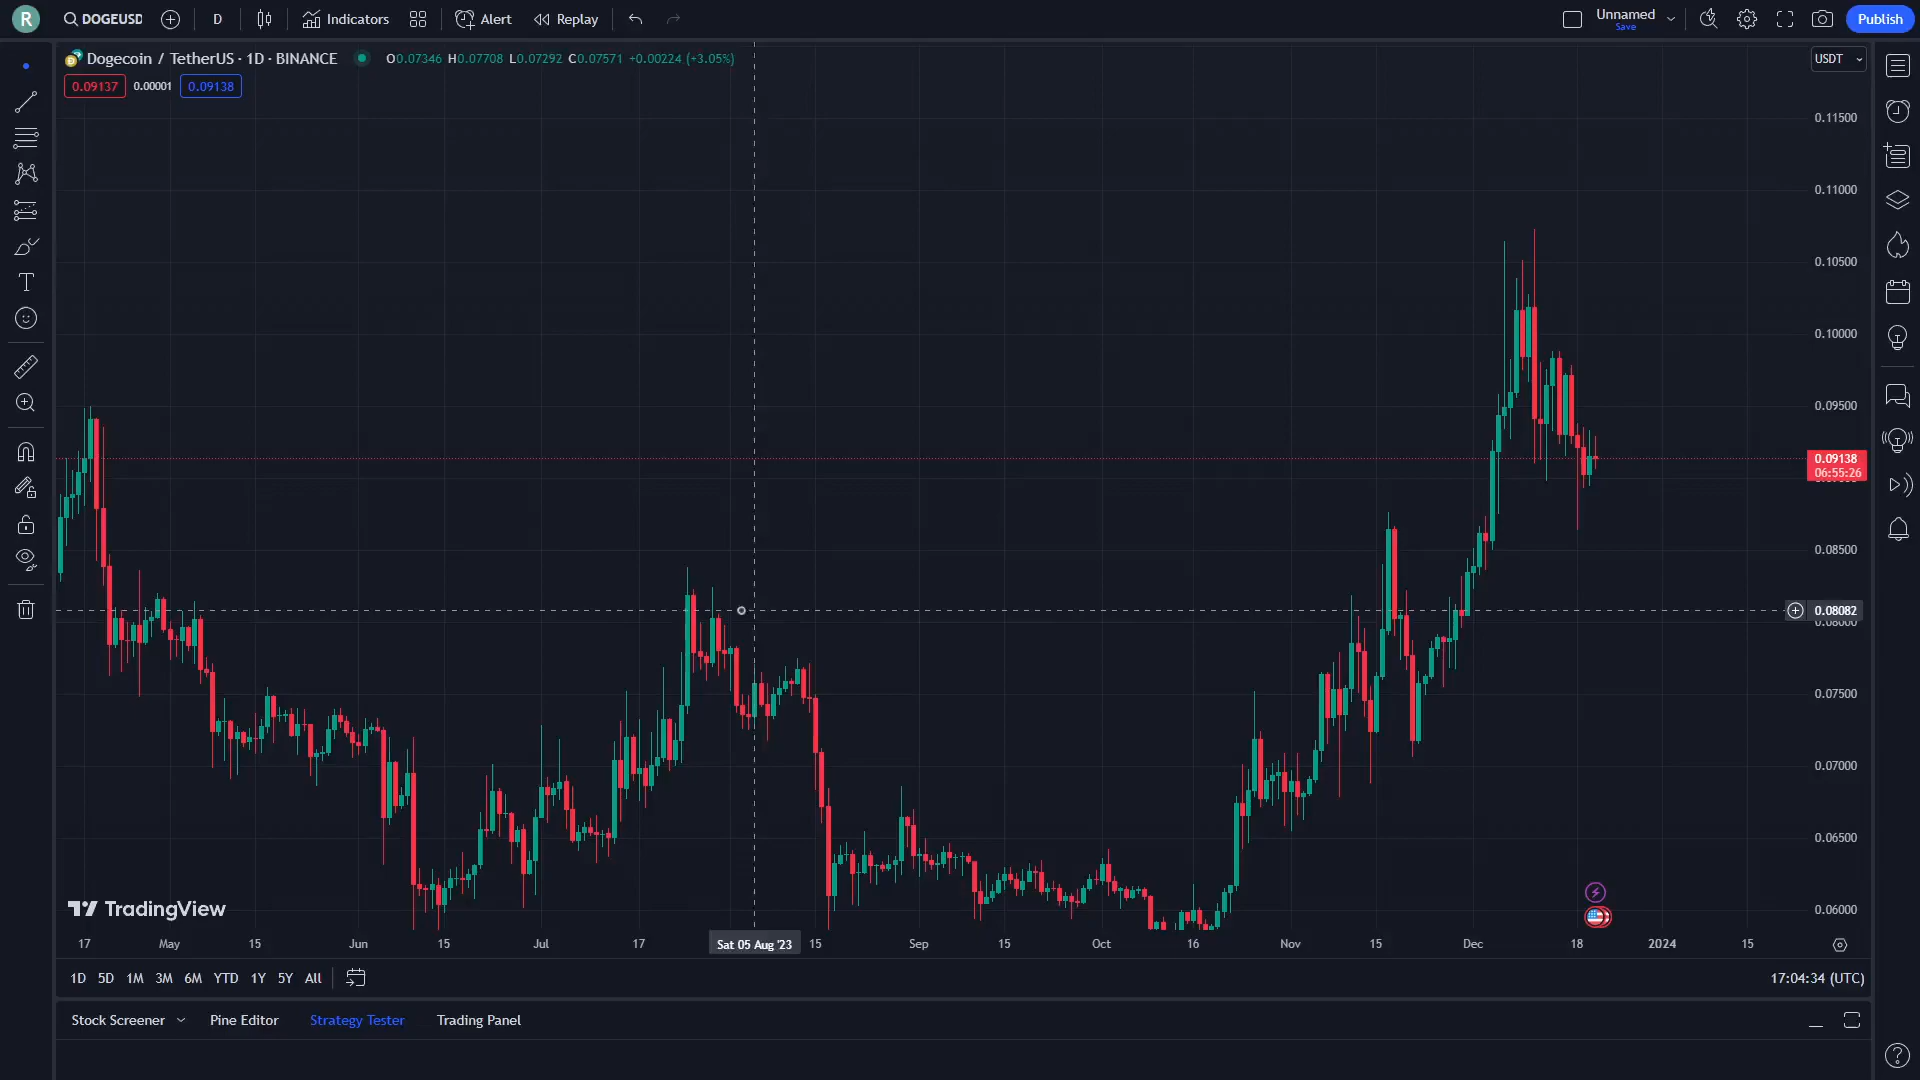 R
DOGEUSD
D
Indicators
Alert
Replay
Unnamed
Save
Publish
Dogecoin / TetherUS · 1D · BINANCE
O0.07346 H0.07708 L0.07292 C0.07571 +0.00224 (+3.05%)
USDT
0.09137
0.00001
0.09138
0.11500
0.11000
0.10500
0.10000
0.09500
0.09138
06:55:26
0.08500
0.08082
0.08000
0.07500
0.07000
0.06500
0.06000
TradingView
17 May 15 Jun 15 Jul 17 Sat 05 Aug '23 15 Sep 15 Oct 16 Nov 15 Dec 18 2024 15
1D 5D 1M 3M 6M YTD 1Y 5Y All
17:04:34 (UTC)
Stock Screener
Pine Editor
Strategy Tester
Trading Panel